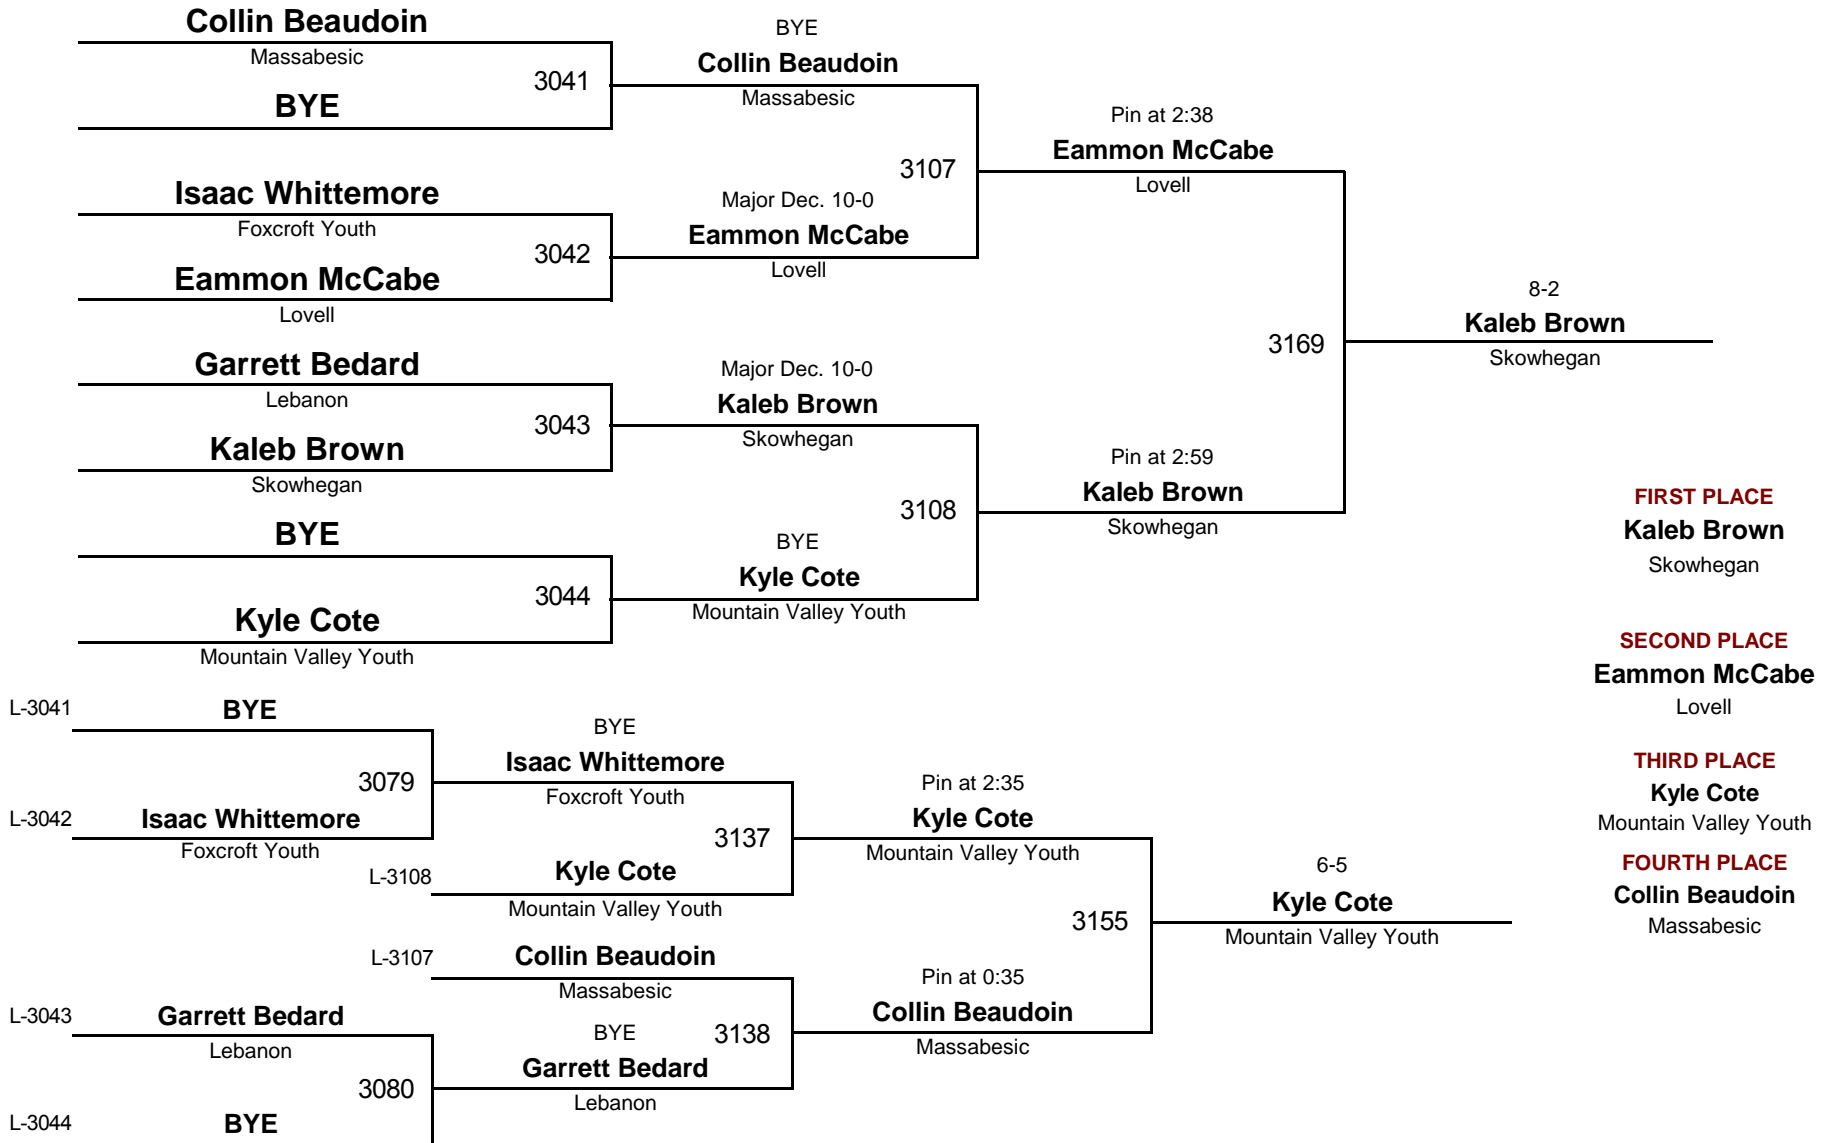 Collin Beaudoin
Massabesic
3041
BYE
Isaac Whittemore
Foxcroft Youth
3042
Eammon McCabe
Lovell
Garrett Bedard
Lebanon
3043
Kaleb Brown
Skowhegan
BYE
3044
Kyle Cote
Mountain Valley Youth
BYE
Collin Beaudoin
Massabesic
3107
Major Dec. 10-0
Eammon McCabe
Lovell
Major Dec. 10-0
Kaleb Brown
Skowhegan
3108
BYE
Kyle Cote
Mountain Valley Youth
Pin at 2:38
Eammon McCabe
Lovell
3169
Pin at 2:59
Kaleb Brown
Skowhegan
8-2
Kaleb Brown
Skowhegan
FIRST PLACE
Kaleb Brown
Skowhegan
SECOND PLACE
Eammon McCabe
Lovell
THIRD PLACE
Kyle Cote
Mountain Valley Youth
FOURTH PLACE
Collin Beaudoin
Massabesic
L-3041
BYE
3079
L-3042
Isaac Whittemore
Foxcroft Youth
BYE
Isaac Whittemore
Foxcroft Youth
3137
L-3108
Kyle Cote
Mountain Valley Youth
L-3107
Collin Beaudoin
Massabesic
L-3043
Garrett Bedard
Lebanon
3080
L-3044
BYE
BYE
3138
Garrett Bedard
Lebanon
Pin at 2:35
Kyle Cote
Mountain Valley Youth
3155
Pin at 0:35
Collin Beaudoin
Massabesic
6-5
Kyle Cote
Mountain Valley Youth